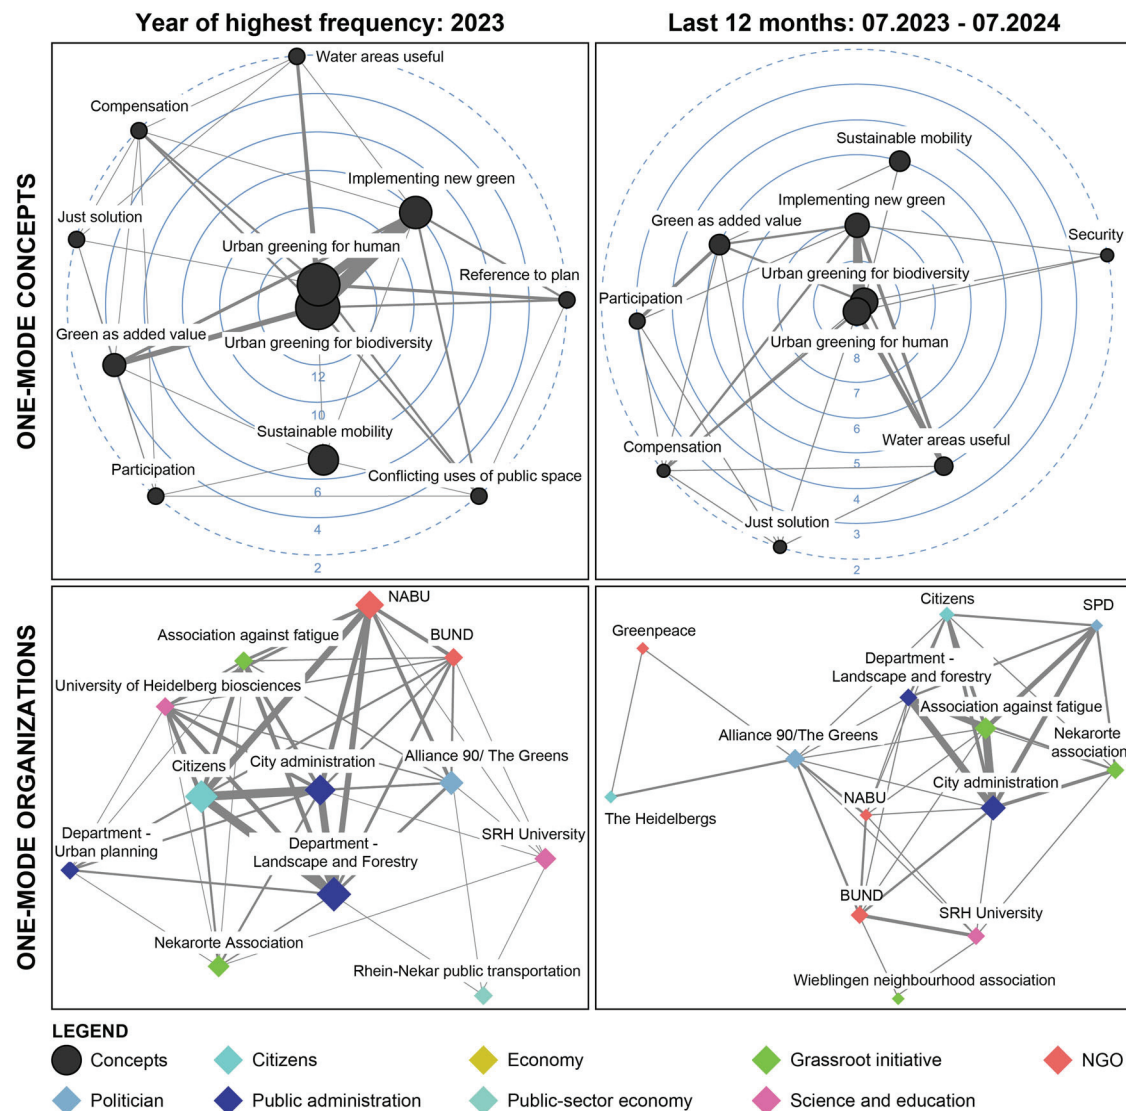 Year of highest frequency: 2023
Last 12 months: 07.2023 - 07.2024
ONE-MODE CONCEPTS
Water areas useful
Compensation
Implementing new green
Just solution
Urban greening for human
Reference to plan
Green as added value
Urban greening for biodiversity
12
10
Sustainable mobility
Participation
Conflicting uses of public space
6
4
2
Sustainable mobility
Implementing new green
Green as added value
Security
Urban greening for biodiversity
Participation
Urban greening for human
8
7
6
Water areas useful
Compensation
5
4
Just solution
3
2
ONE-MODE ORGANIZATIONS
NABU
Association against fatigue
BUND
University of Heidelberg biosciences
Citizens
City administration
Alliance 90/ The Greens
Department -
Urban planning
Department -
Landscape and Forestry
SRH University
Nekarorte Association
Rhein-Nekar public transportation
Citizens
SPD
Greenpeace
Department -
Landscape and forestry
Association against fatigue
Alliance 90/The Greens
Nekarorte
association
City administration
NABU
The Heidelbergs
BUND
SRH University
Wieblingen neighbourhood association
LEGEND
Concepts
Citizens
Economy
Grassroot initiative
NGO
Politician
Public administration
Public-sector economy
Science and education